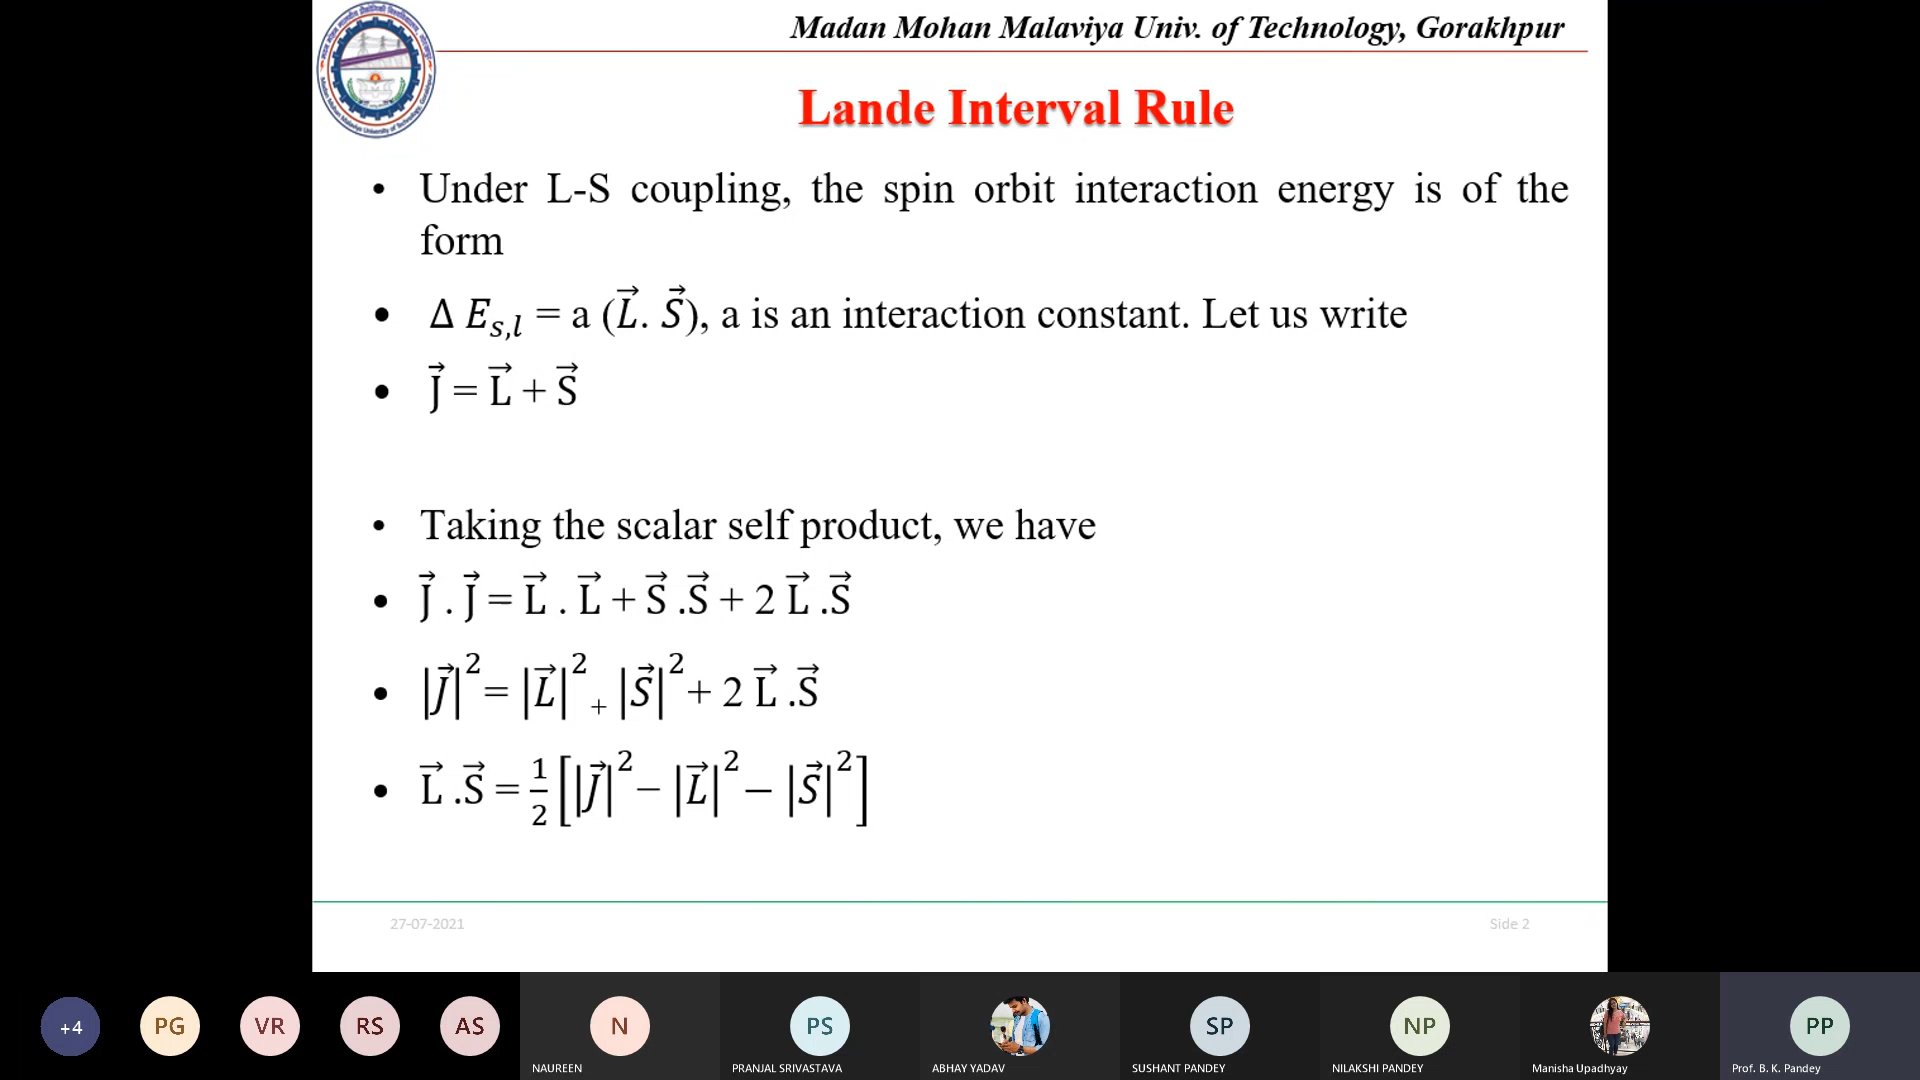 Madan Mohan Malaviya Univ. of Technology, Gorakhpur
Lande Interval Rule
• Under L-S coupling, the spin orbit interaction energy is of the
form
• Δ E_{s,l} = a (L⃗. S⃗), a is an interaction constant. Let us write
• J⃗ = L⃗ + S⃗
• Taking the scalar self product, we have
• J⃗ . J⃗ = L⃗ . L⃗ + S⃗ .S⃗ + 2 L⃗ .S⃗
• |J⃗|² = |L⃗|² + |S⃗|² + 2 L⃗ .S⃗
• L⃗ .S⃗ = ½ [|J⃗|² − |L⃗|² − |S⃗|²]
27-07-2021 Side 2
+4 PG VR RS AS N PS SP NP PP
NAUREEN PRANJAL SRIVASTAVA ABHAY YADAV SUSHANT PANDEY NILAKSHI PANDEY Manisha Upadhyay Prof. B. K. Pandey